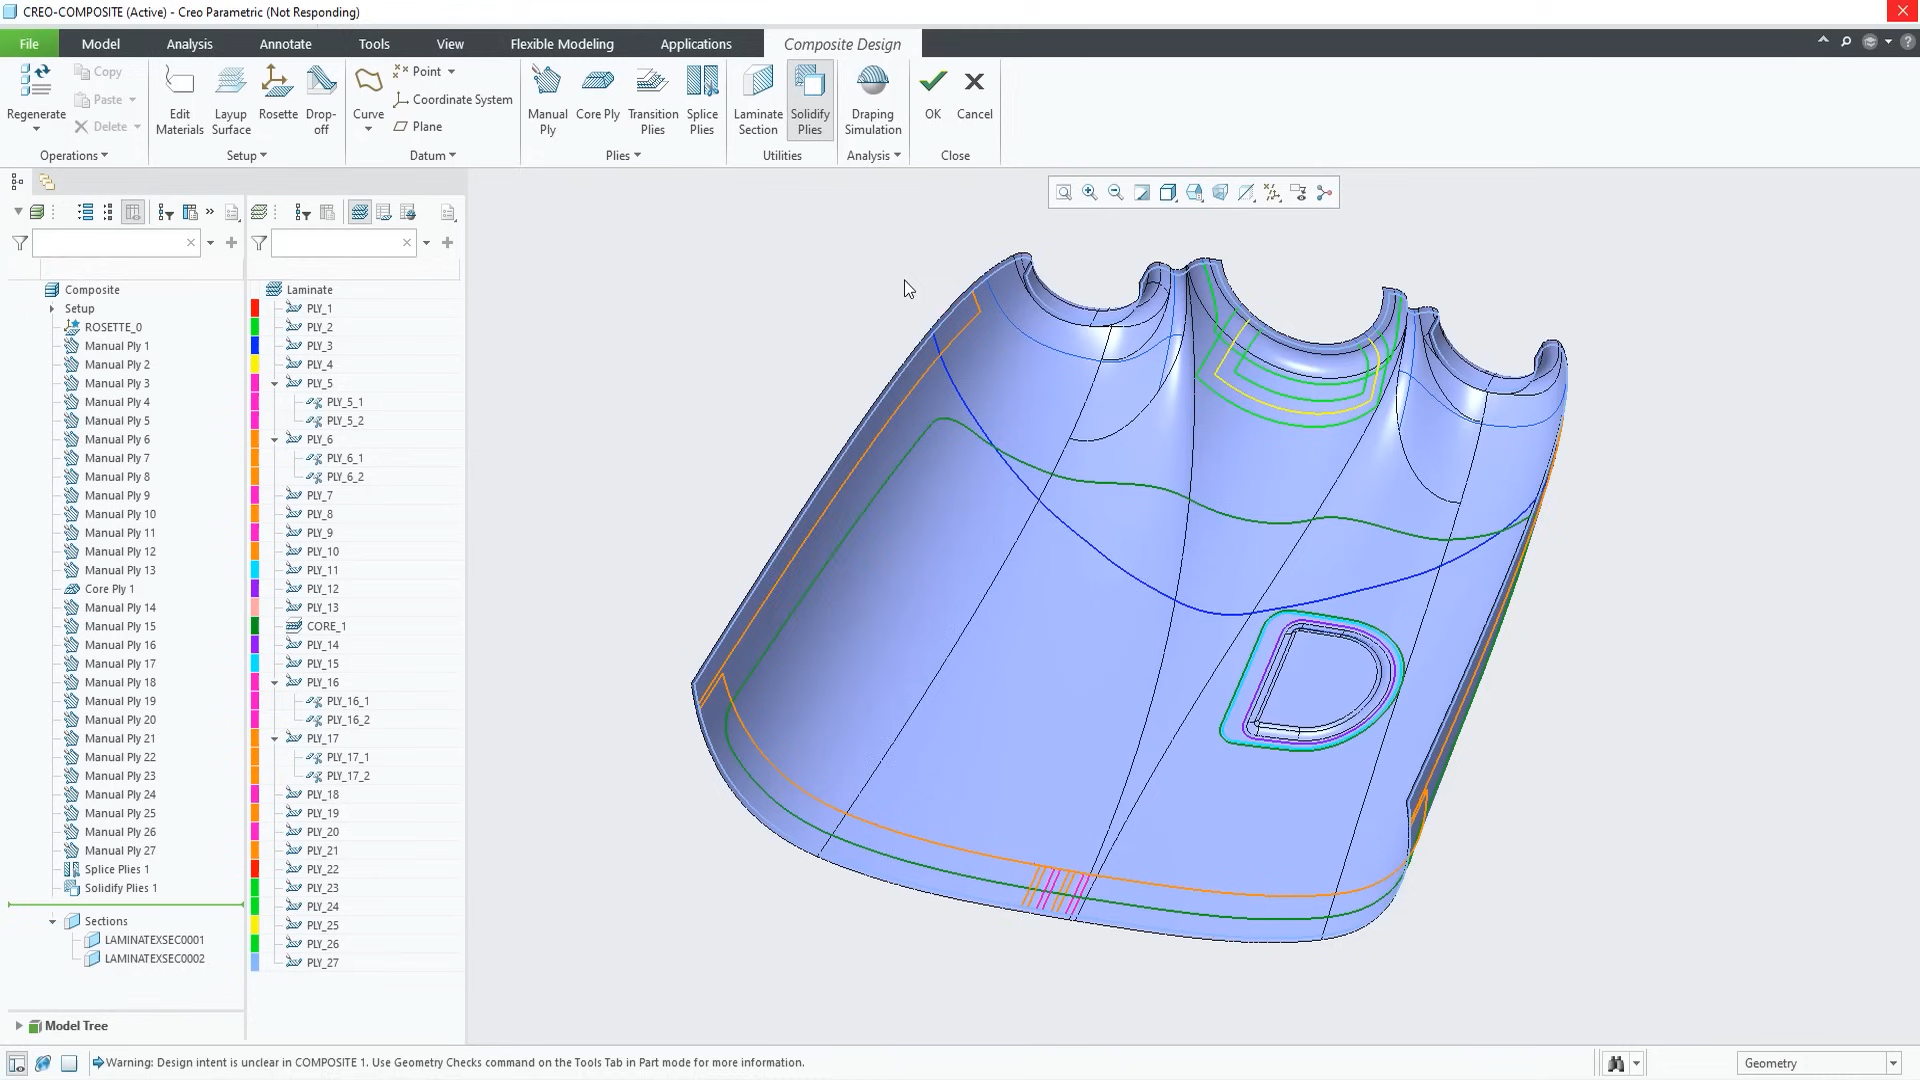 CREO-COMPOSITE (Active) - Creo Parametric (Not Responding)
File Model Analysis Annotate Tools View Flexible Modeling Applications Composite Design
Regenerate
Copy
Paste
Delete
Operations
Edit Materials
Layup Surface
Rosette
Drop-off
Setup
Curve
Point
Coordinate System
Plane
Datum
Manual Ply
Core Ply
Transition Plies
Splice Plies
Plies
Laminate Section
Solidify Plies
Utilities
Draping Simulation
Analysis
OK
Cancel
Close
Composite
Setup
ROSETTE_0
Manual Ply 1
Manual Ply 2
Manual Ply 3
Manual Ply 4
Manual Ply 5
Manual Ply 6
Manual Ply 7
Manual Ply 8
Manual Ply 9
Manual Ply 10
Manual Ply 11
Manual Ply 12
Manual Ply 13
Core Ply 1
Manual Ply 14
Manual Ply 15
Manual Ply 16
Manual Ply 17
Manual Ply 18
Manual Ply 19
Manual Ply 20
Manual Ply 21
Manual Ply 22
Manual Ply 23
Manual Ply 24
Manual Ply 25
Manual Ply 26
Manual Ply 27
Splice Plies 1
Solidify Plies 1
Sections
LAMINATEXSEC0001
LAMINATEXSEC0002
Model Tree
Laminate
PLY_1
PLY_2
PLY_3
PLY_4
PLY_5
PLY_5_1
PLY_5_2
PLY_6
PLY_6_1
PLY_6_2
PLY_7
PLY_8
PLY_9
PLY_10
PLY_11
PLY_12
PLY_13
CORE_1
PLY_14
PLY_15
PLY_16
PLY_16_1
PLY_16_2
PLY_17
PLY_17_1
PLY_17_2
PLY_18
PLY_19
PLY_20
PLY_21
PLY_22
PLY_23
PLY_24
PLY_25
PLY_26
PLY_27
Warning: Design intent is unclear in COMPOSITE 1. Use Geometry Checks command on the Tools Tab in Part mode for more information.
Geometry